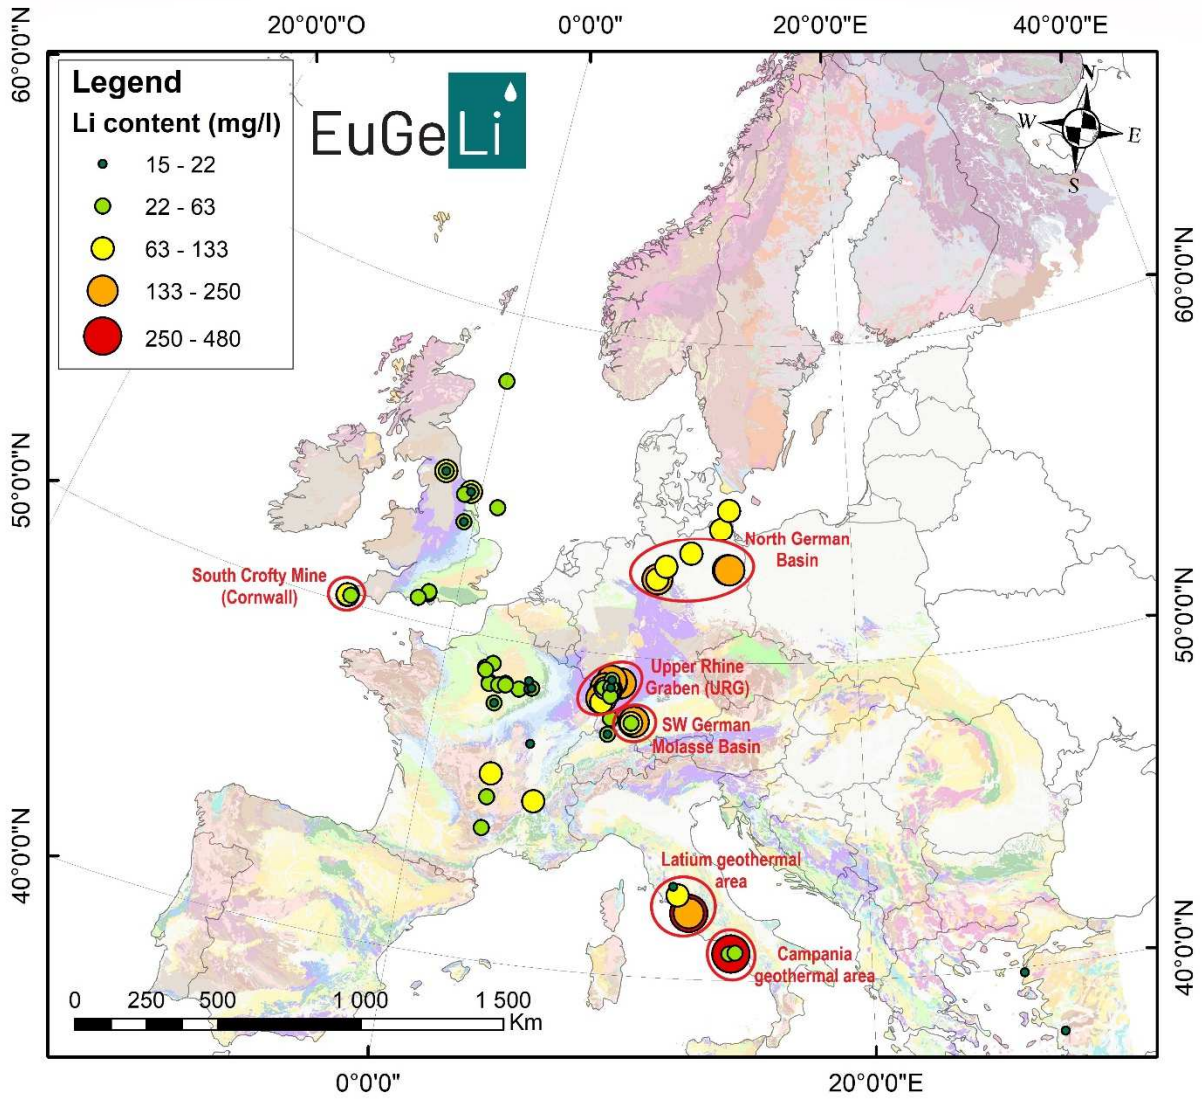 20°0'0"O 0°0'0" 20°0'0"E 40°0'0"E
60°0'0"N
Legend
Li content (mg/l)
15 - 22
22 - 63
63 - 133
133 - 250
250 - 480
EuGeLi
N
W
E
S
60°0'0"N
50°0'0"N
North German
Basin
South Crofty Mine
(Cornwall)
50°0'0"N
Upper Rhine
Graben (URG)
SW German
Molasse Basin
40°0'0"N
Latium geothermal
area
Campania
geothermal area
40°0'0"N
0 250 500 1 000 1 500
Km
0°0'0" 20°0'0"E